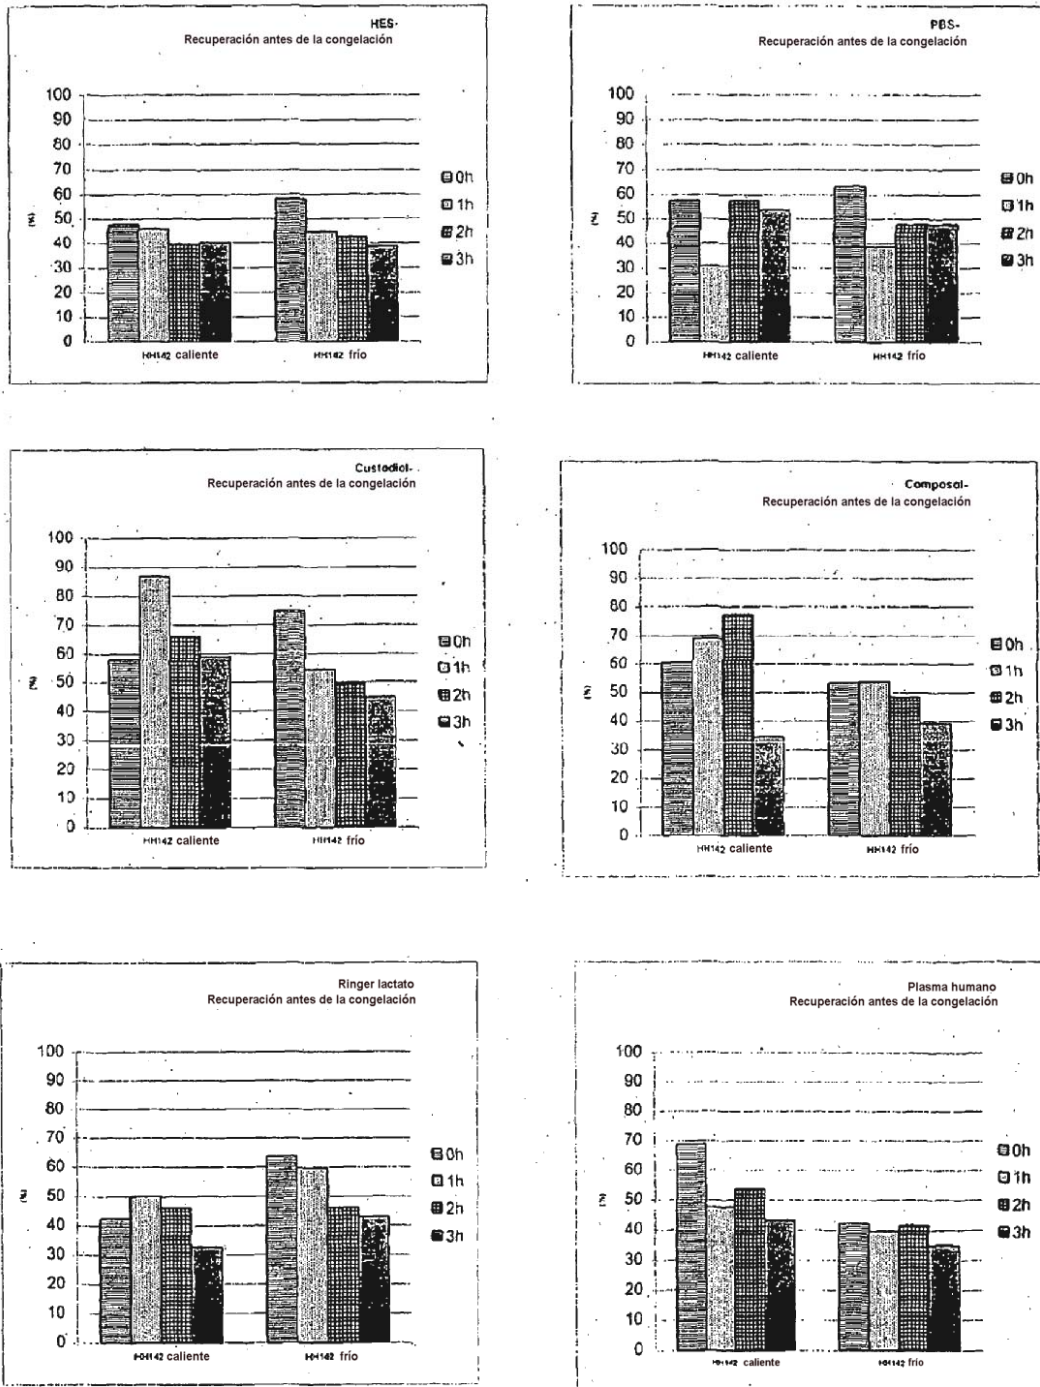 HES-
Recuperación antes de la congelación
100
90
80
70
60
50
40
30
20
10
0
(%)
HH142 caliente
HH142 frío
0h
1h
2h
3h
PBS-
Recuperación antes de la congelación
100
90
80
70
60
50
40
30
20
10
0
(%)
HH142 caliente
HH142 frío
0h
1h
2h
3h
Custodiol-
Recuperación antes de la congelación
100
90
80
70
60
50
40
30
20
10
0
(%)
HH142 caliente
HH142 frío
0h
1h
2h
3h
Composol-
Recuperación antes de la congelación
100
90
80
70
60
50
40
30
20
10
0
(%)
HH142 caliente
HH142 frío
0h
1h
2h
3h
Ringer lactato
Recuperación antes de la congelación
100
90
80
70
60
50
40
30
20
10
0
(%)
HH142 caliente
HH142 frío
0h
1h
2h
3h
Plasma humano
Recuperación antes de la congelación
100
90
80
70
60
50
40
30
20
10
0
(%)
HH142 caliente
HH142 frío
0h
1h
2h
3h